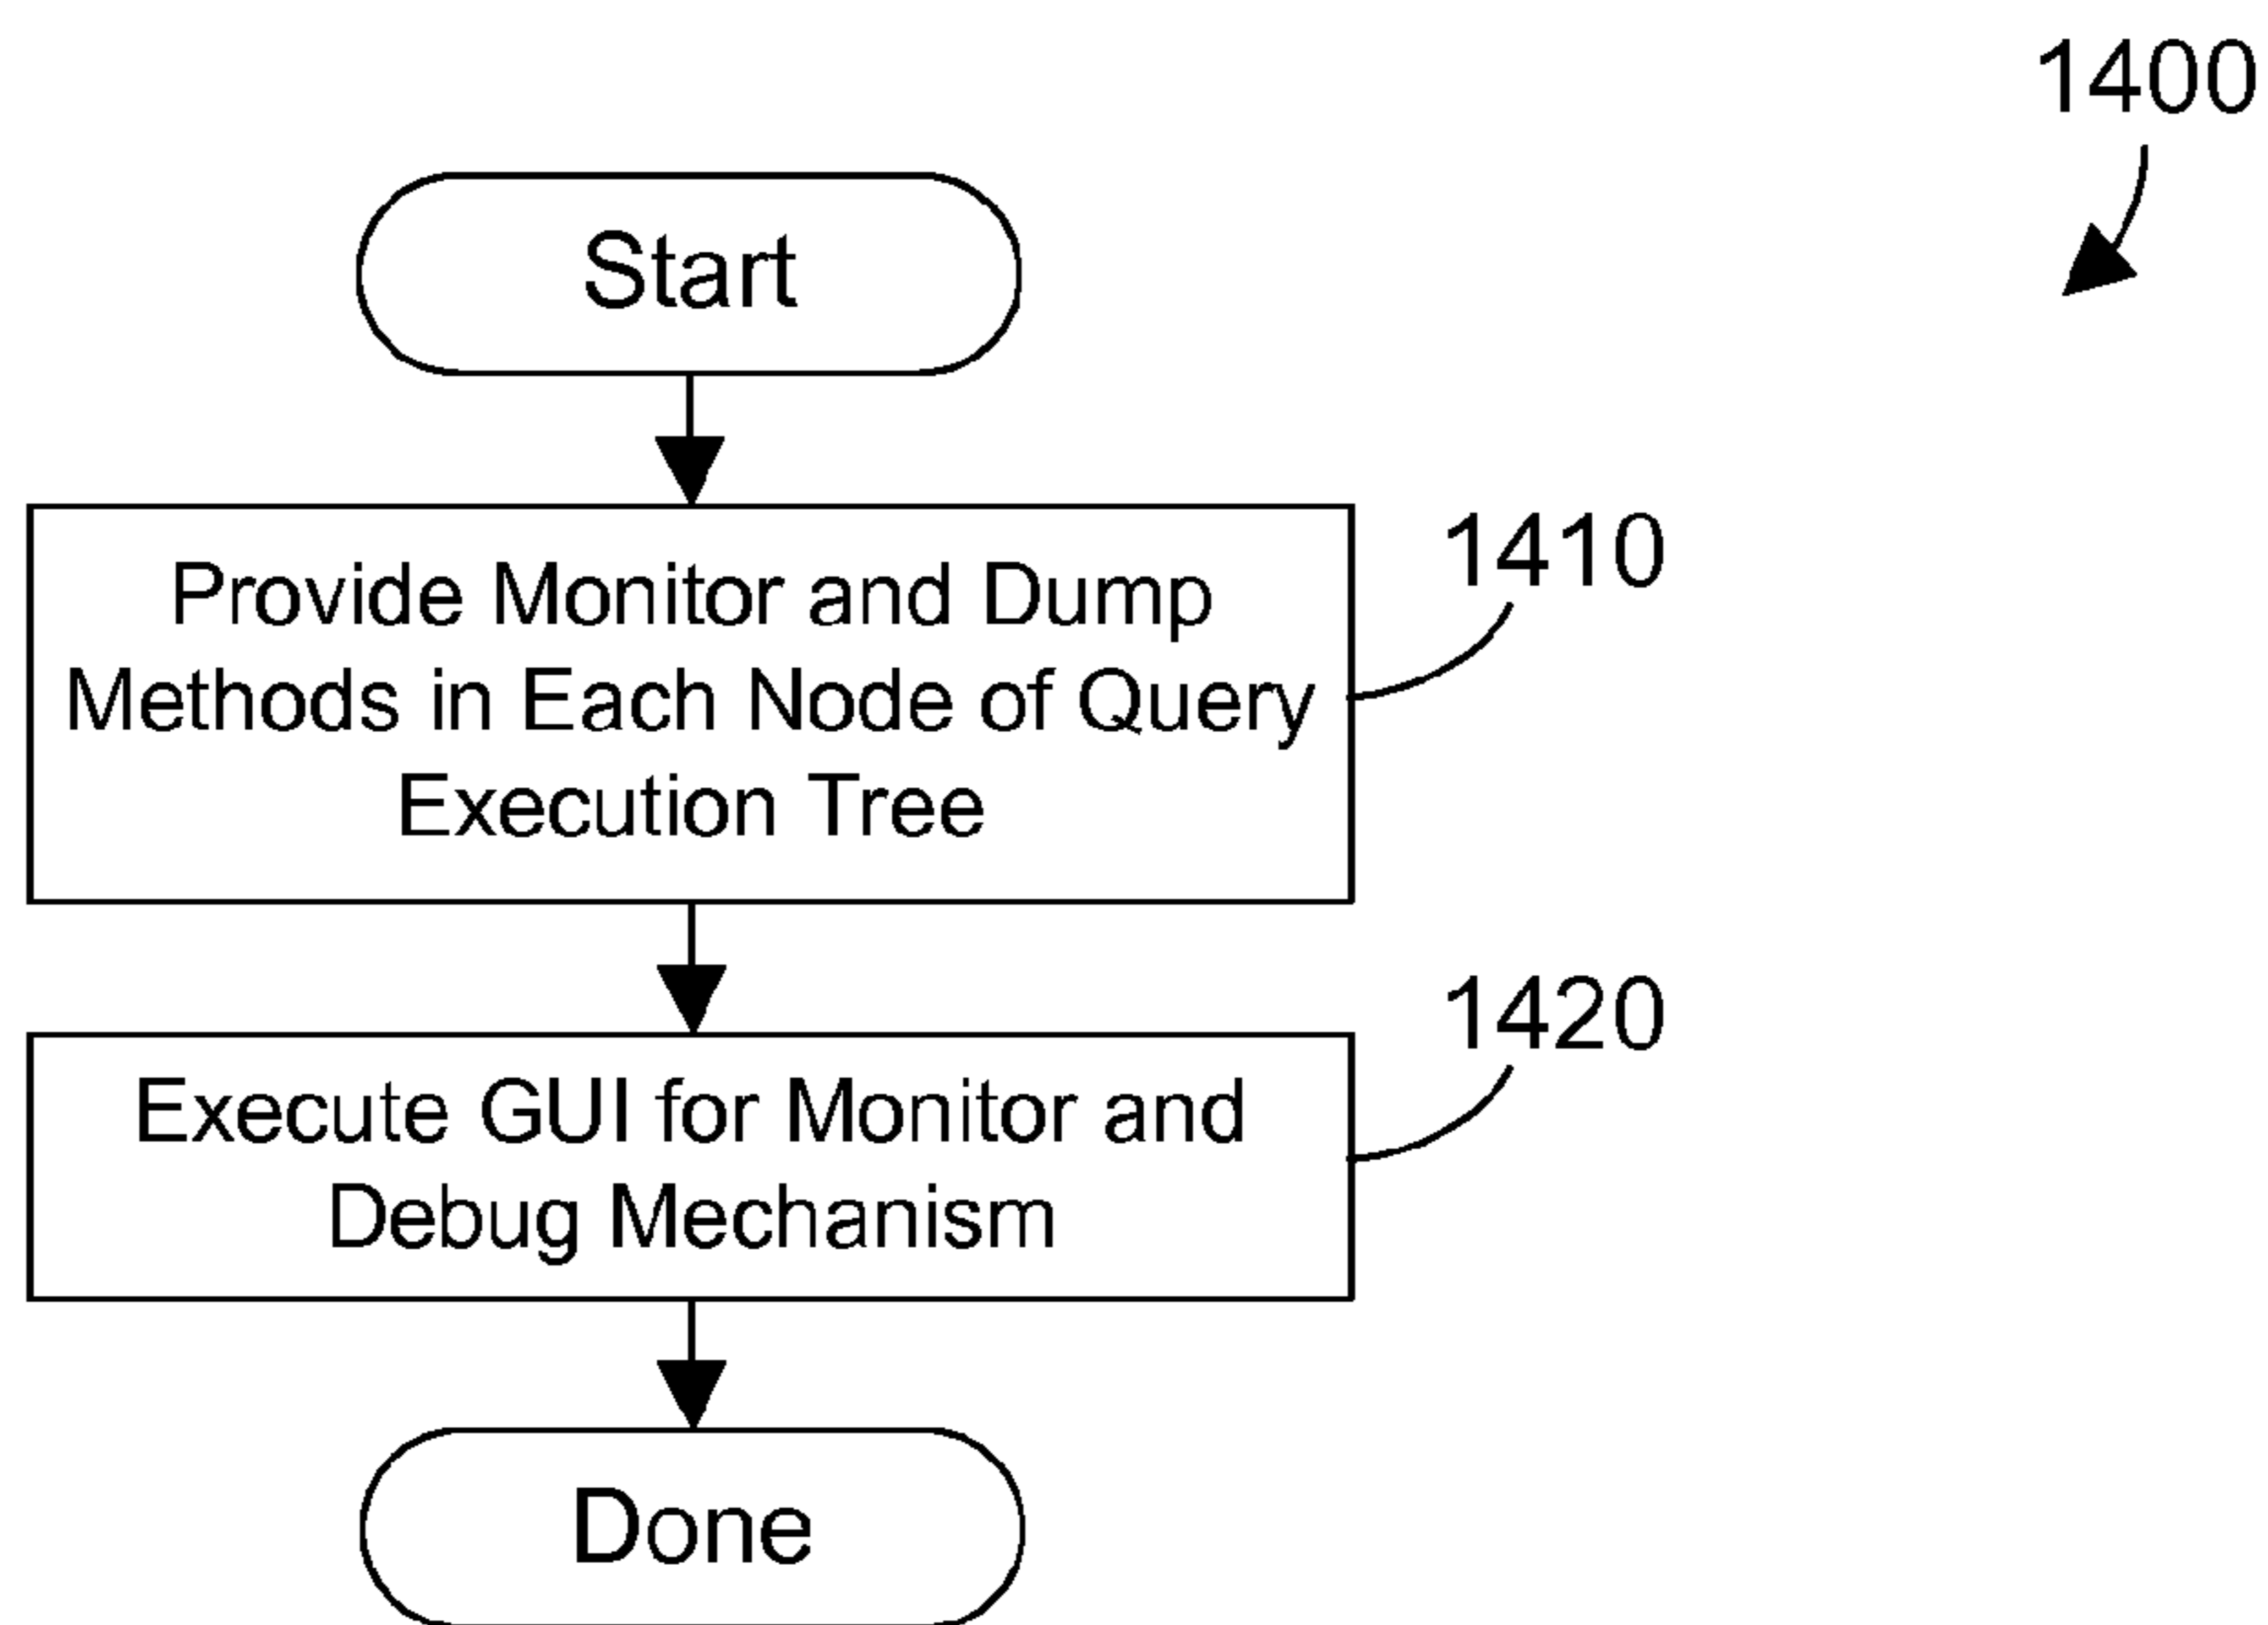 1400
Start
Provide Monitor and Dump
Methods in Each Node of Query
Execution Tree
1410
Execute GUI for Monitor and
Debug Mechanism
1420
Done